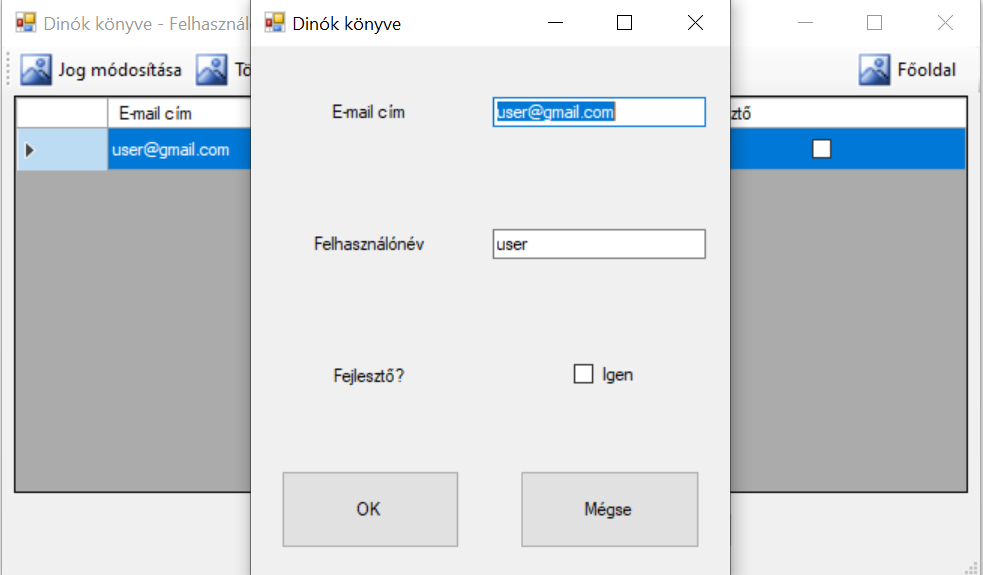 Dinók könyve - Felhasznál
Dinók könyve
Jog módosítása
Tö
Főoldal
E-mail cím
ztő
user@gmail.com
E-mail cím
user@gmail.com
Felhasználónév
user
Fejlesztő?
Igen
OK
Mégse